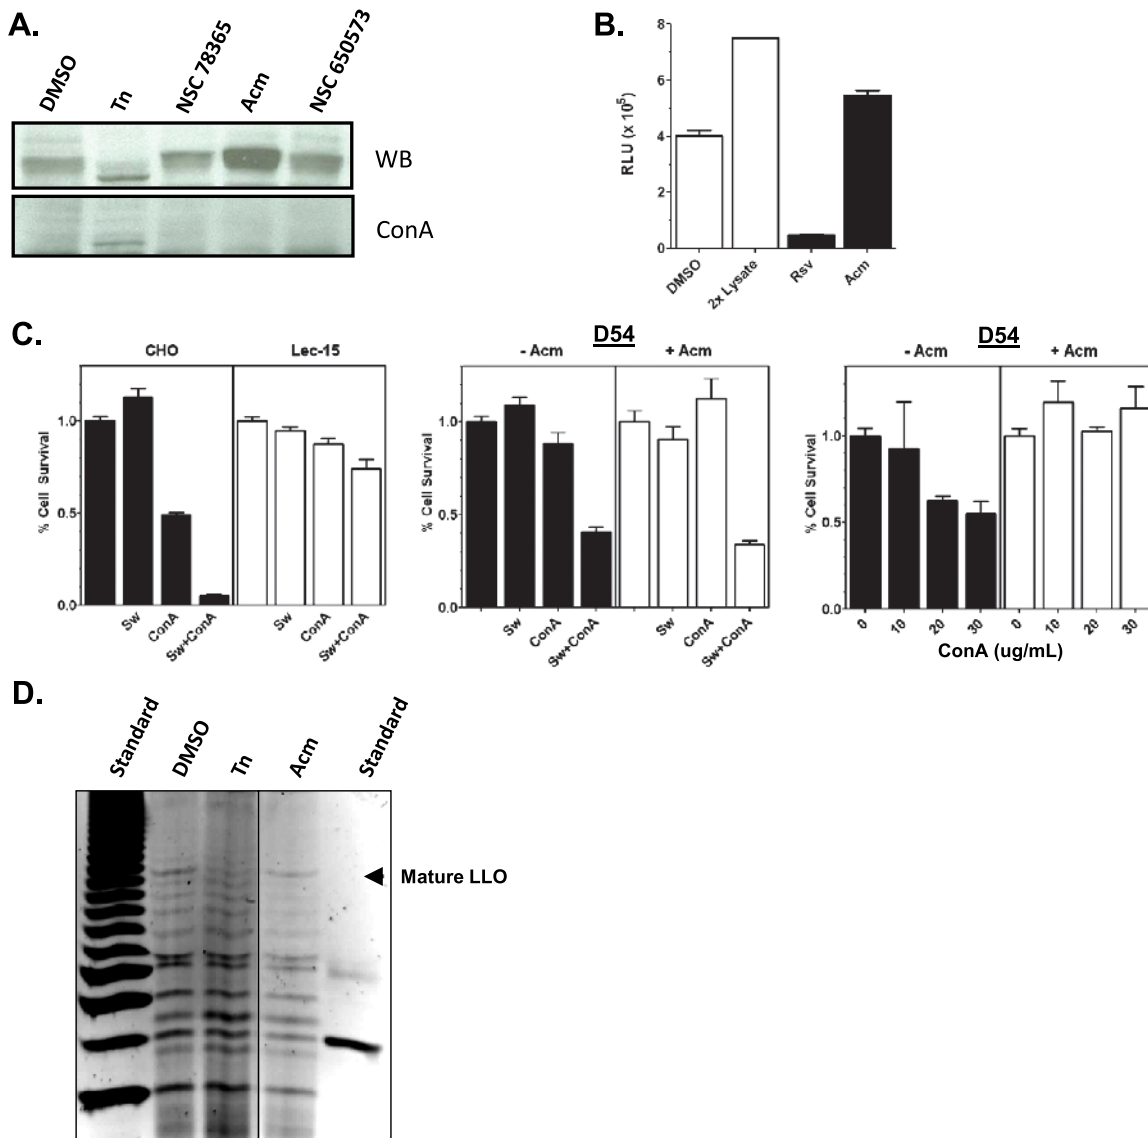 A.
DMSO
Tn
NSC 78365
Acm
NSC 650573
WB
ConA
B.
RLU (x 10⁵)
8
6
4
2
0
DMSO
2x Lysate
Rsv
Acm
C.
CHO
Lec-15
% Cell Survival
1.0
0.5
0.0
Sw
ConA
Sw+ConA
Sw
ConA
Sw+ConA
D54
- Acm
+ Acm
% Cell Survival
1.0
0.5
0.0
Sw
ConA
Sw+ConA
Sw
ConA
Sw+ConA
D54
- Acm
+ Acm
% Cell Survival
1.0
0.5
0.0
0
10
20
30
0
10
20
30
ConA (ug/mL)
D.
Standard
DMSO
Tn
Acm
Standard
Mature LLO